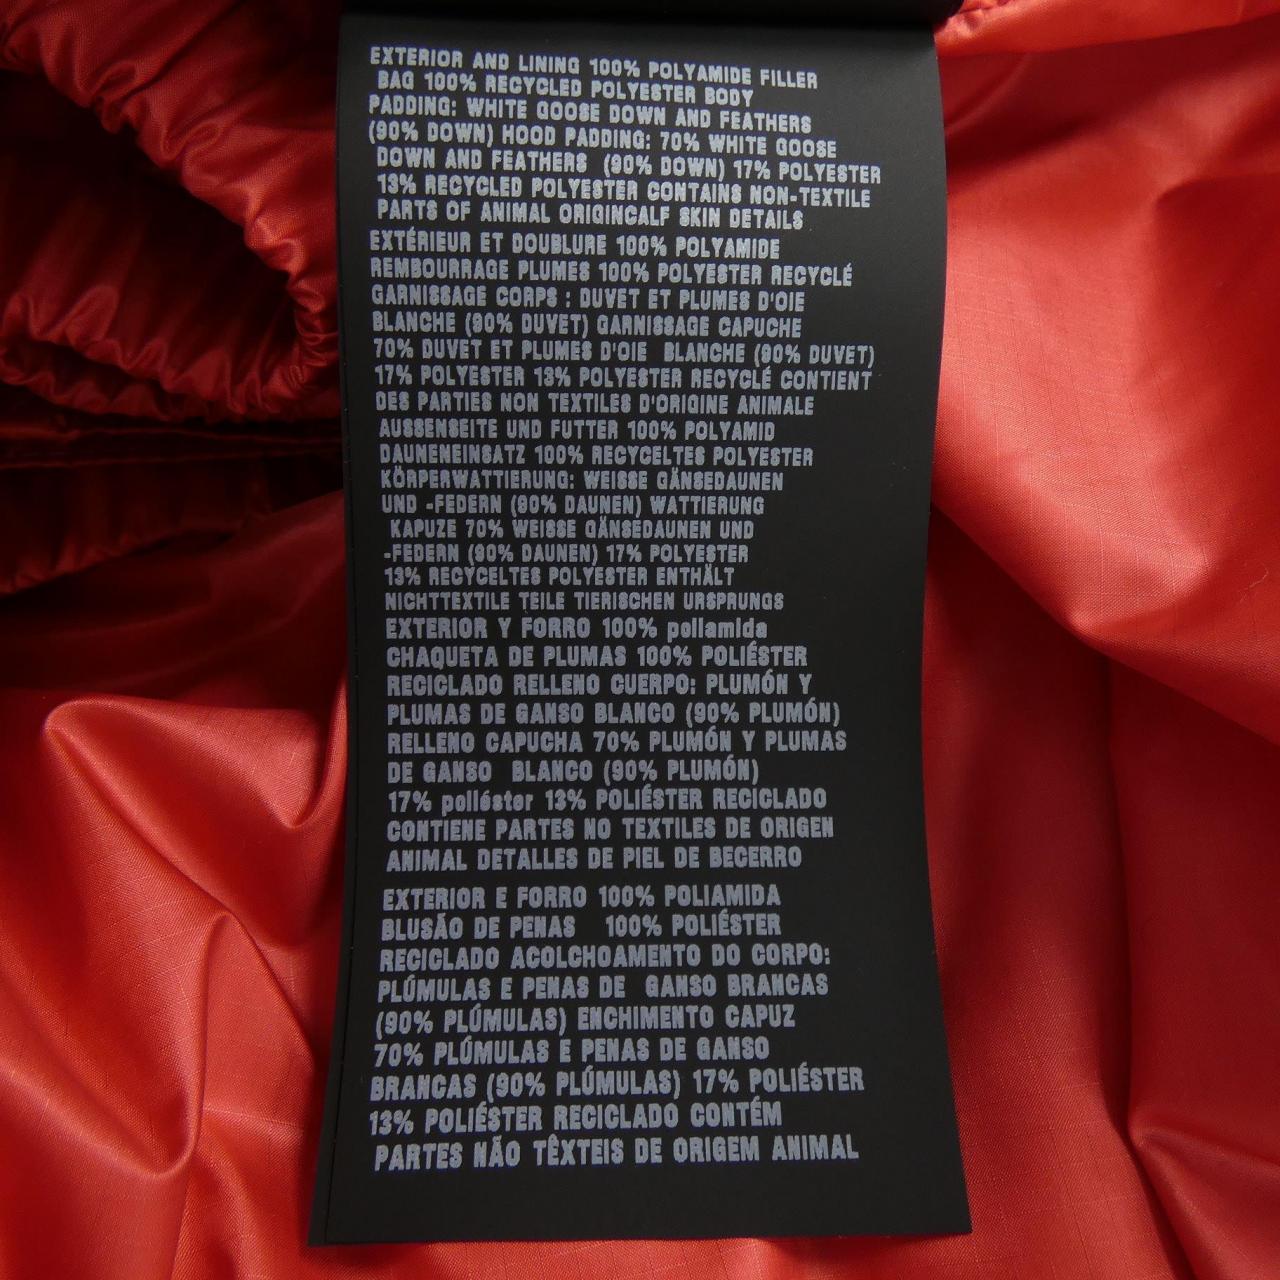 EXTERIOR AND LINING 100% POLYAMIDE FILLER
BAG 100% RECYCLED POLYESTER BODY
PADDING: WHITE GOOSE DOWN AND FEATHERS
(90% DOWN) HOOD PADDING: 70% WHITE GOOSE
DOWN AND FEATHERS (90% DOWN) 17% POLYESTER
13% RECYCLED POLYESTER CONTAINS NON-TEXTILE
PARTS OF ANIMAL ORIGINCALF SKIN DETAILS
EXTÉRIEUR ET DOUBLURE 100% POLYAMIDE
REMBOURRAGE PLUMES 100% POLYESTER RECYCLÉ
GARNISSAGE CORPS : DUVET ET PLUMES D'OIE
BLANCHE (90% DUVET) GARNISSAGE CAPUCHE
70% DUVET ET PLUMES D'OIE BLANCHE (90% DUVET)
17% POLYESTER 13% POLYESTER RECYCLÉ CONTIENT
DES PARTIES NON TEXTILES D'ORIGINE ANIMALE
AUSSENSEITE UND FUTTER 100% POLYAMID
DAUNENEINSATZ 100% RECYCELTES POLYESTER
KÖRPERWATTIERUNG: WEISSE GÄNSEDAUNEN
UND -FEDERN (90% DAUNEN) WATTIERUNG
KAPUZE 70% WEISSE GÄNSEDAUNEN UND
-FEDERN (90% DAUNEN) 17% POLYESTER
13% RECYCELTES POLYESTER ENTHÄLT
NICHTTEXTILE TEILE TIERISCHEN URSPRUNGS
EXTERIOR Y FORRO 100% poliamida
CHAQUETA DE PLUMAS 100% POLIÉSTER
RECICLADO RELLENO CUERPO: PLUMÓN Y
PLUMAS DE GANSO BLANCO (90% PLUMÓN)
RELLENO CAPUCHA 70% PLUMÓN Y PLUMAS
DE GANSO BLANCO (90% PLUMÓN)
17% poliéster 13% POLIÉSTER RECICLADO
CONTIENE PARTES NO TEXTILES DE ORIGEN
ANIMAL DETALLES DE PIEL DE BECERRO
EXTERIOR E FORRO 100% POLIAMIDA
BLUSÃO DE PENAS 100% POLIÉSTER
RECICLADO ACOLCHOAMENTO DO CORPO:
PLÚMULAS E PENAS DE GANSO BRANCAS
(90% PLÚMULAS) ENCHIMENTO CAPUZ
70% PLÚMULAS E PENAS DE GANSO
BRANCAS (90% PLÚMULAS) 17% POLIÉSTER
13% POLIÉSTER RECICLADO CONTÉM
PARTES NÃO TÊXTEIS DE ORIGEM ANIMAL